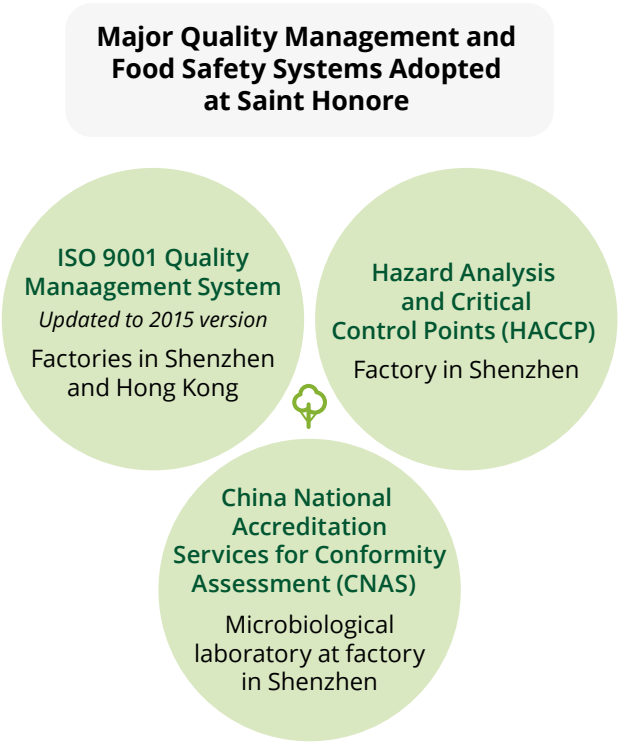 Major Quality Management and
Food Safety Systems Adopted
at Saint Honore
ISO 9001 Quality
Manaagement System
Updated to 2015 version
Factories in Shenzhen
and Hong Kong
Hazard Analysis
and Critical
Control Points (HACCP)
Factory in Shenzhen
China National
Accreditation
Services for Conformity
Assessment (CNAS)
Microbiological
laboratory at factory
in Shenzhen